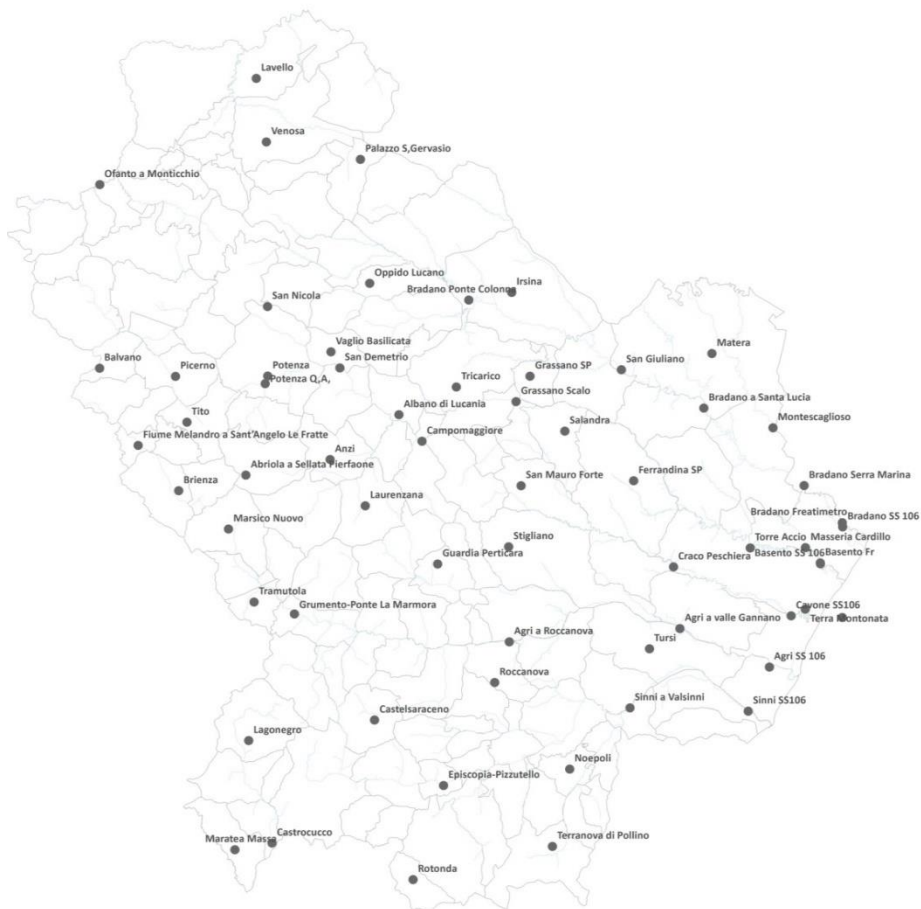 Lavello
Venosa
Palazzo S,Gervasio
Ofanto a Monticchio
Oppido Lucano
Irsina
Bradano Ponte Colonna
San Nicola
Vaglio Basilicata
Matera
San Demetrio
Balvano
Picerno
Potenza
Potenza Q,A,
Tricarico
Grassano SP
San Giuliano
Grassano Scalo
Albano di Lucania
Bradano a Santa Lucia
Tito
Salandra
Montescaglioso
Fiume Melandro a Sant'Angelo Le Fratte
Campomaggiore
Anzi
Abriola a Sellata Pierfaone
Ferrandina SP
San Mauro Forte
Bradano Serra Marina
Brienza
Laurenzana
Bradano Freatimetro
Bradano SS 106
Marsico Nuovo
Stigliano
Torre Accio
Masseria Cardillo
Guardia Perticara
Craco Peschiera
Basento SS 106
Basento Fr
Tramutola
Grumento-Ponte La Marmora
Cavone SS106
Agri a valle Gannano
Terra Montonata
Agri a Roccanova
Tursi
Agri SS 106
Roccanova
Sinni a Valsinni
Sinni SS106
Castelsaraceno
Lagonegro
Noepoli
Episcopia-Pizzutello
Maratea Massa
Castrocucco
Terranova di Pollino
Rotonda